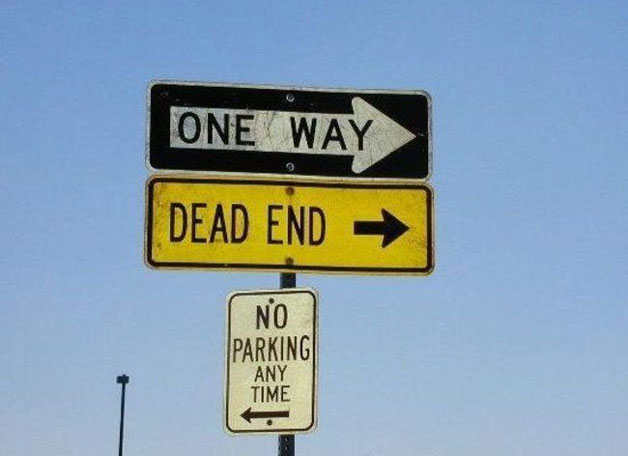 ONE WAY
DEAD END
NO
PARKING
ANY
TIME